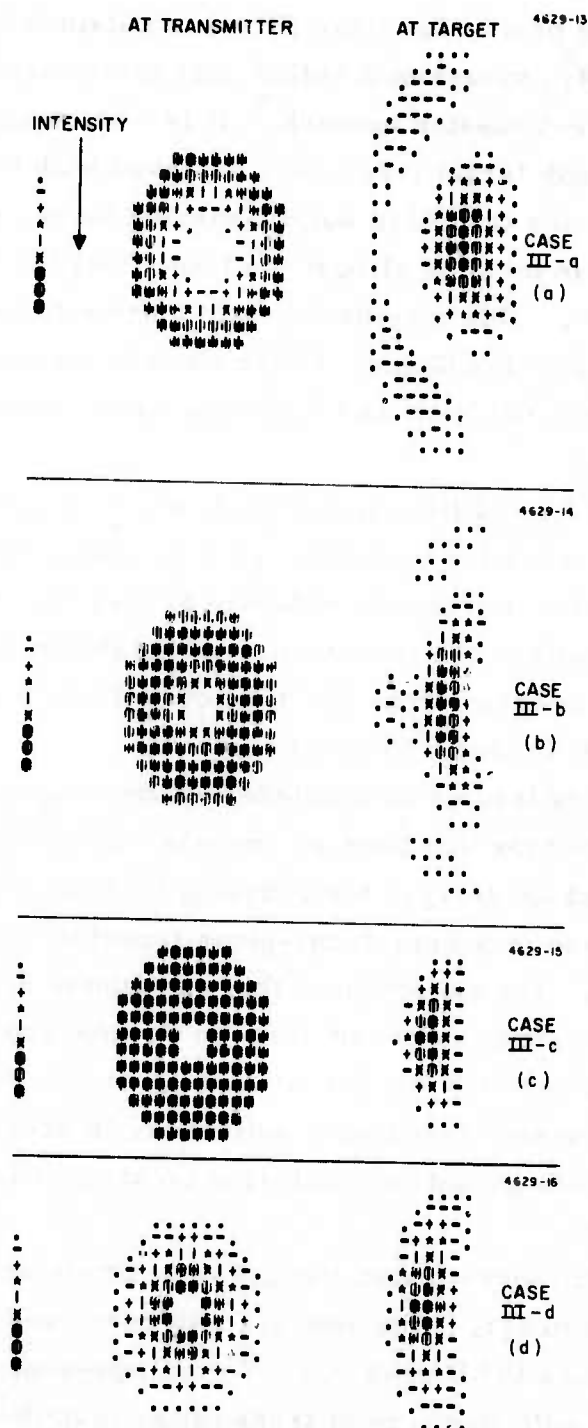 4629-13
AT TRANSMITTER AT TARGET
INTENSITY
CASE
III-a
(a)
4629-14
CASE
III-b
(b)
4629-15
CASE
III-c
(c)
4629-16
CASE
III-d
(d)